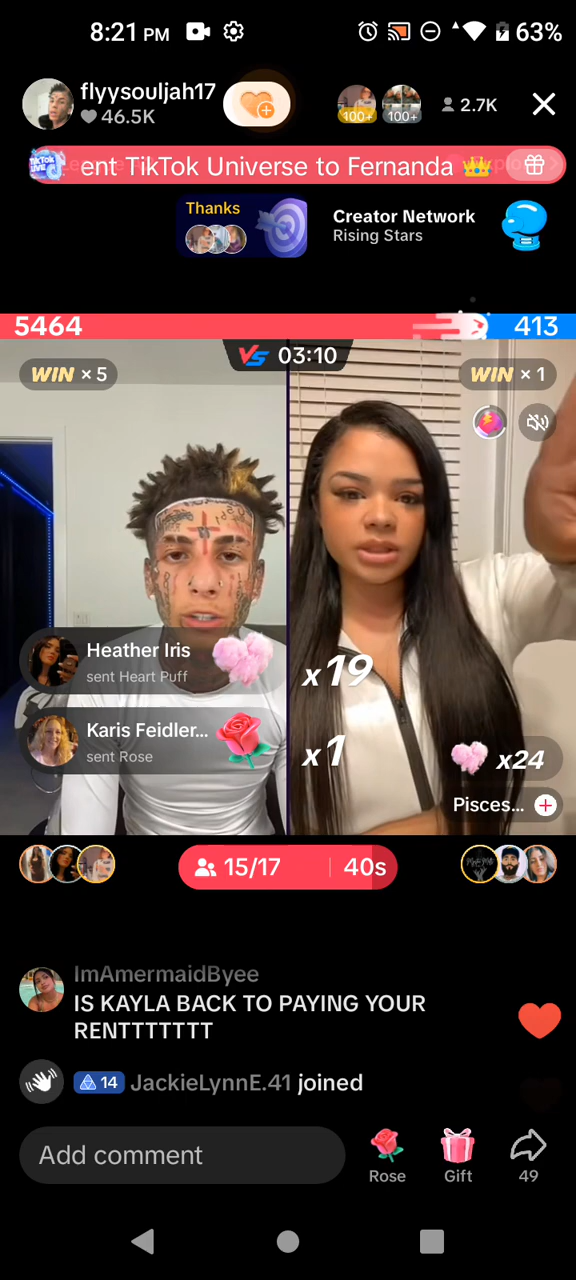 8:21 PM
63%
flyysouljah17
46.5K
100+
100+
2.7K
ent TikTok Universe to Fernanda
Thanks
Creator Network
Rising Stars
5464
413
VS 03:10
WIN × 5
WIN × 1
Heather Iris
sent Heart Puff
x19
Karis Feidler...
sent Rose
x1
x24
Pisces...
15/17
40s
ImAmermaidByee
IS KAYLA BACK TO PAYING YOUR
RENTTTTTTT
14 JackieLynnE.41 joined
Add comment
Rose
Gift
49